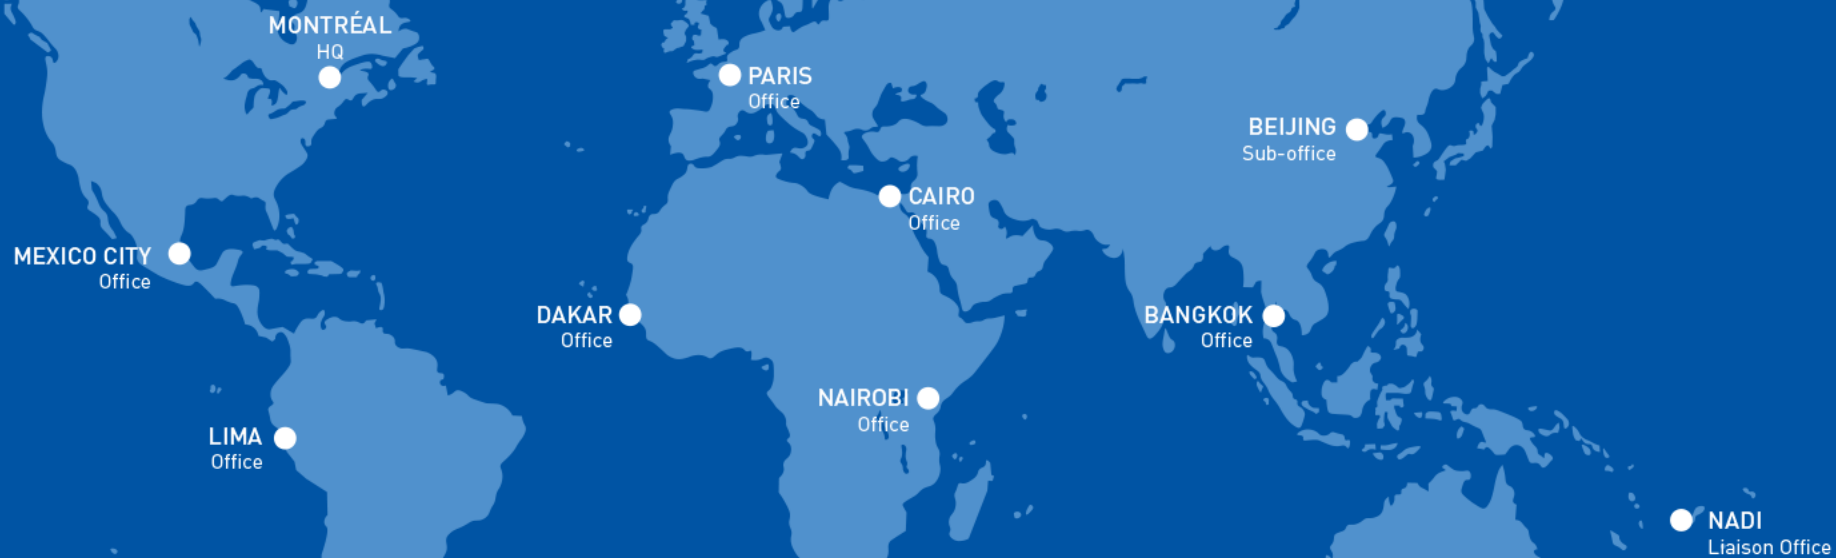 MONTRÉAL
HQ
PARIS
Office
BEIJING
Sub-office
CAIRO
Office
MEXICO CITY
Office
DAKAR
Office
BANGKOK
Office
NAIROBI
Office
LIMA
Office
NADI
Liaison Office